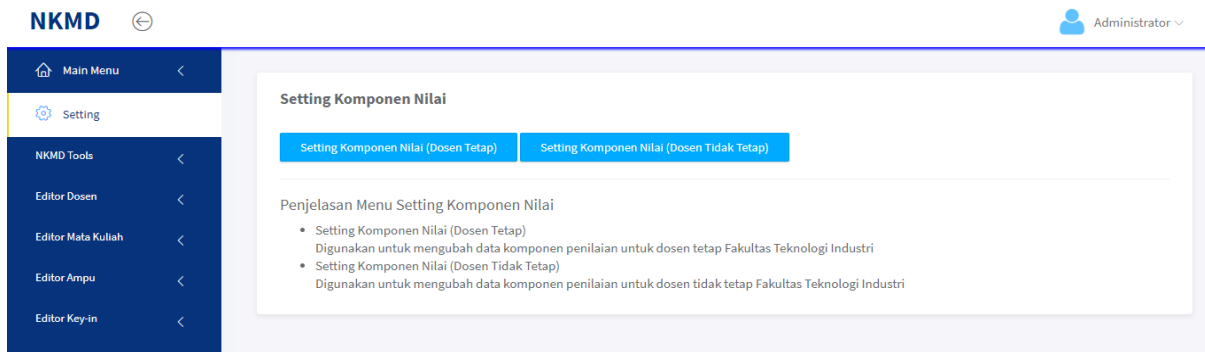 NKMD
Administrator
Main Menu
Setting
NKMD Tools
Editor Dosen
Editor Mata Kuliah
Editor Ampu
Editor Key-in
Setting Komponen Nilai
Setting Komponen Nilai (Dosen Tetap)
Setting Komponen Nilai (Dosen Tidak Tetap)
Penjelasan Menu Setting Komponen Nilai
• Setting Komponen Nilai (Dosen Tetap)
Digunakan untuk mengubah data komponen penilaian untuk dosen tetap Fakultas Teknologi Industri
• Setting Komponen Nilai (Dosen Tidak Tetap)
Digunakan untuk mengubah data komponen penilaian untuk dosen tidak tetap Fakultas Teknologi Industri